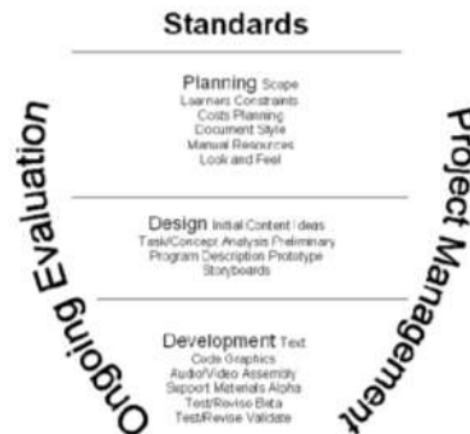 Standards
Planning Scope
Learners Constraints
Costs Planning
Document Style
Manual Resources
Look and Feel
Ongoing Evaluation
Project Management
Design Initial Content Ideas
Task/Concept Analysis Preliminary
Program Description Prototype
Storyboards
Development Text
Code Graphics
Audio/Video Assembly
Support Materials Alpha
Test/Revise Beta
Test/Revise Validate